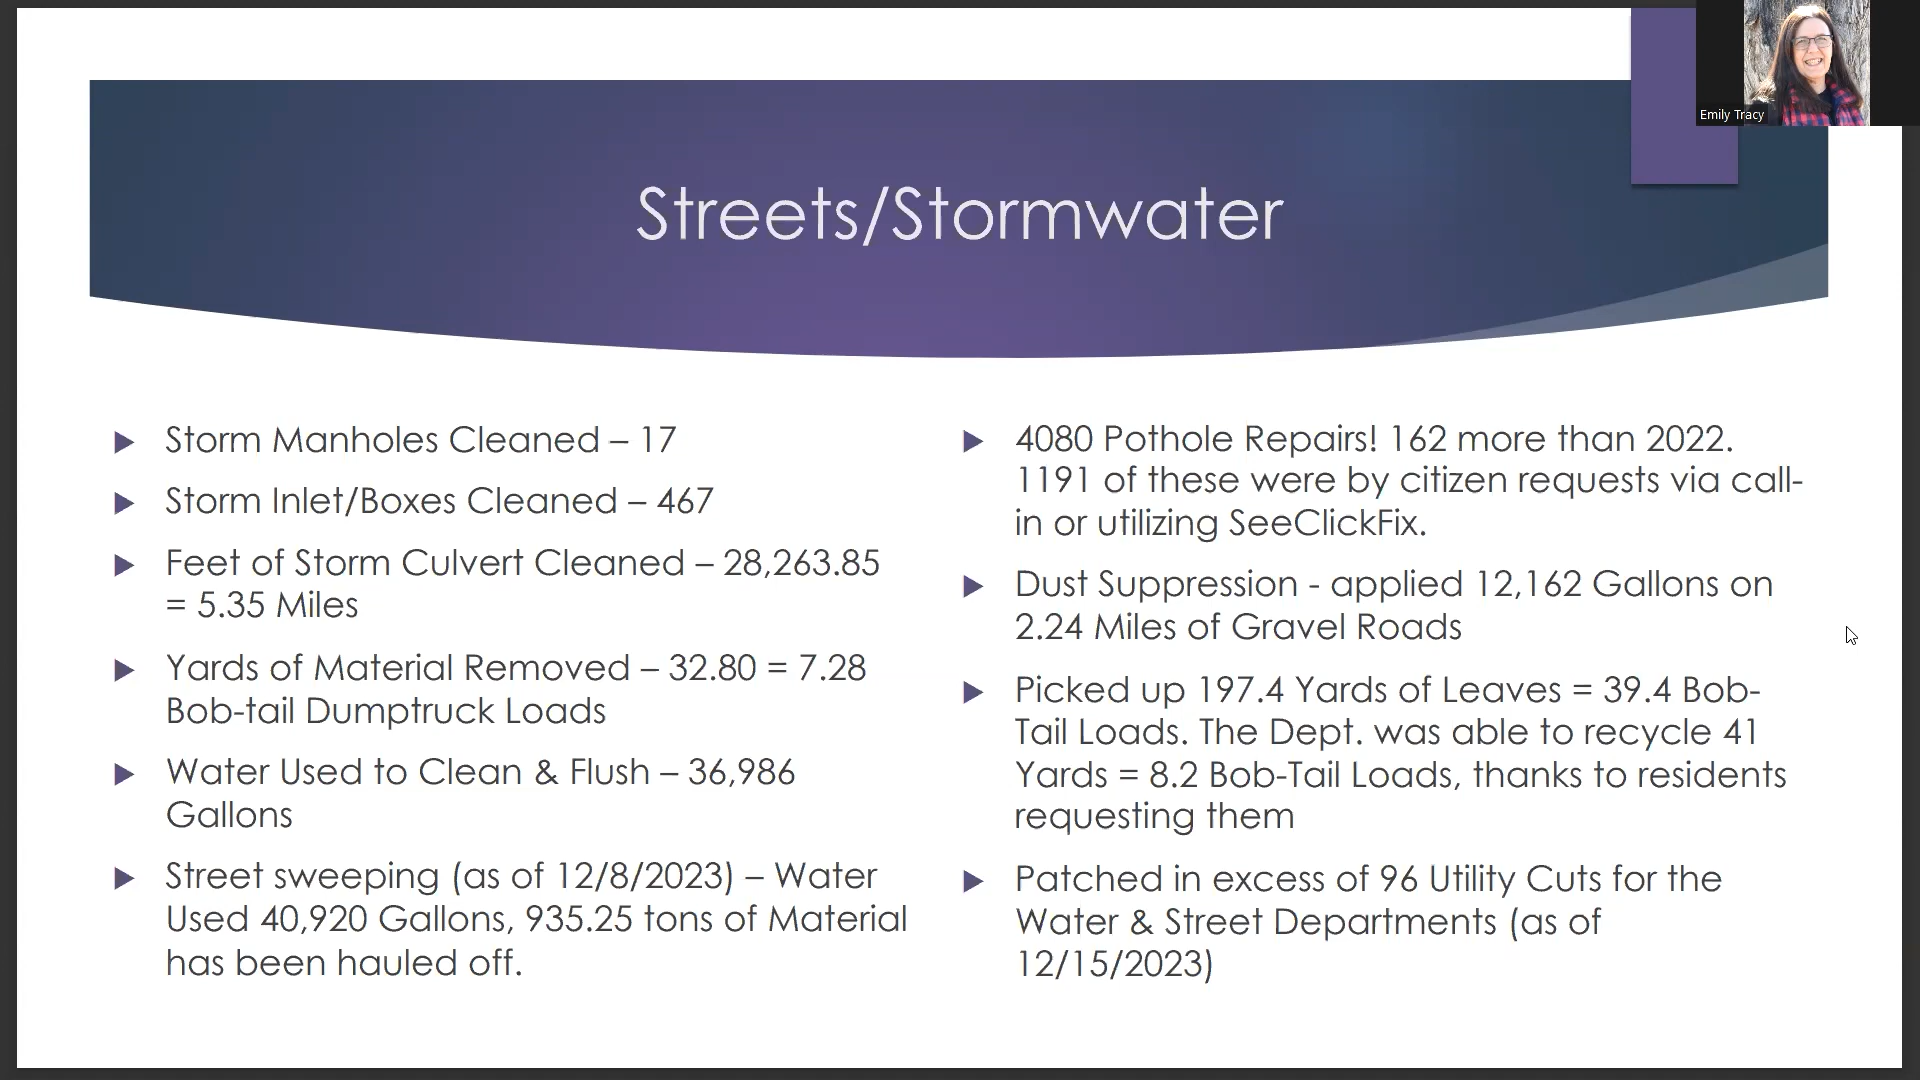 Emily Tracy
Streets/Stormwater
Storm Manholes Cleaned – 17
Storm Inlet/Boxes Cleaned – 467
Feet of Storm Culvert Cleaned – 28,263.85
= 5.35 Miles
Yards of Material Removed – 32.80 = 7.28
Bob-tail Dumptruck Loads
Water Used to Clean & Flush – 36,986
Gallons
Street sweeping (as of 12/8/2023) – Water
Used 40,920 Gallons, 935.25 tons of Material
has been hauled off.
4080 Pothole Repairs! 162 more than 2022.
1191 of these were by citizen requests via call-
in or utilizing SeeClickFix.
Dust Suppression - applied 12,162 Gallons on
2.24 Miles of Gravel Roads
Picked up 197.4 Yards of Leaves = 39.4 Bob-
Tail Loads. The Dept. was able to recycle 41
Yards = 8.2 Bob-Tail Loads, thanks to residents
requesting them
Patched in excess of 96 Utility Cuts for the
Water & Street Departments (as of
12/15/2023)